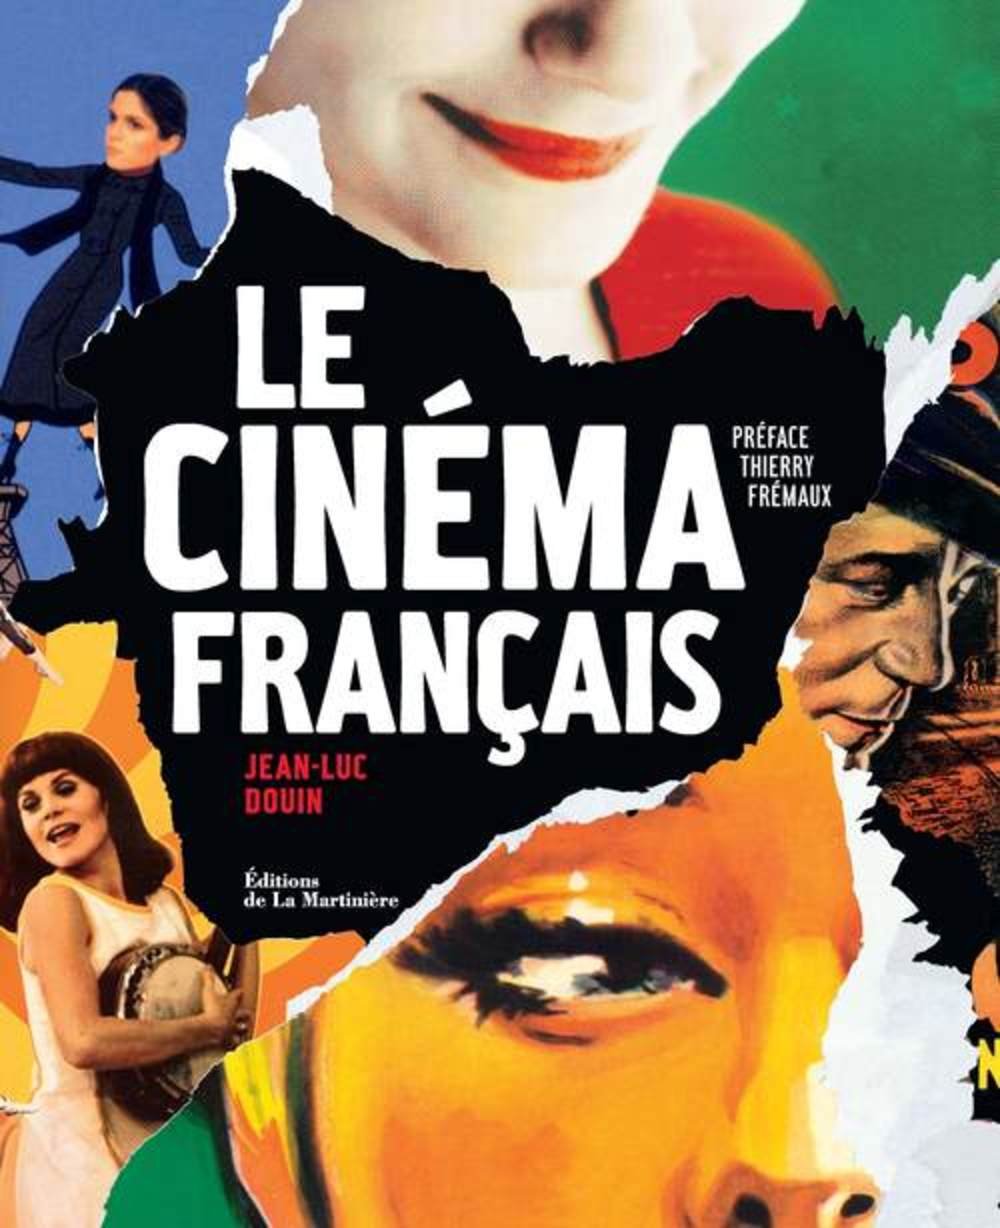 LE
CINÉMA
FRANÇAIS
PRÉFACE
THIERRY
FRÉMAUX
JEAN-LUC
DOUIN
Éditions
de La Martinière
N